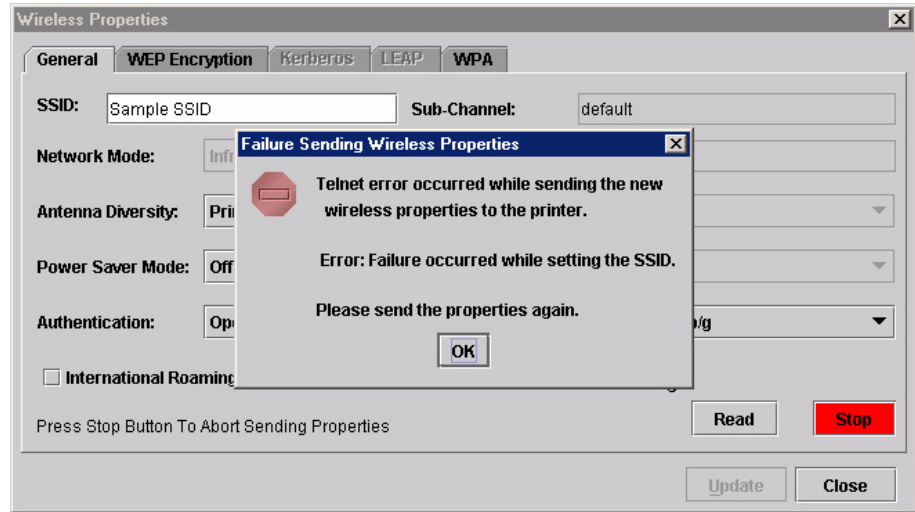 Wireless Properties
General WEP Encryption Kerberos LEAP WPA
SSID: Sample SSID Sub-Channel: default
Failure Sending Wireless Properties
Network Mode:
Telnet error occurred while sending the new
wireless properties to the printer.
Antenna Diversity:
Error: Failure occurred while setting the SSID.
Power Saver Mode: Off
Please send the properties again.
Authentication: /g
OK
International Roaming
Press Stop Button To Abort Sending Properties
Read Stop
Update Close